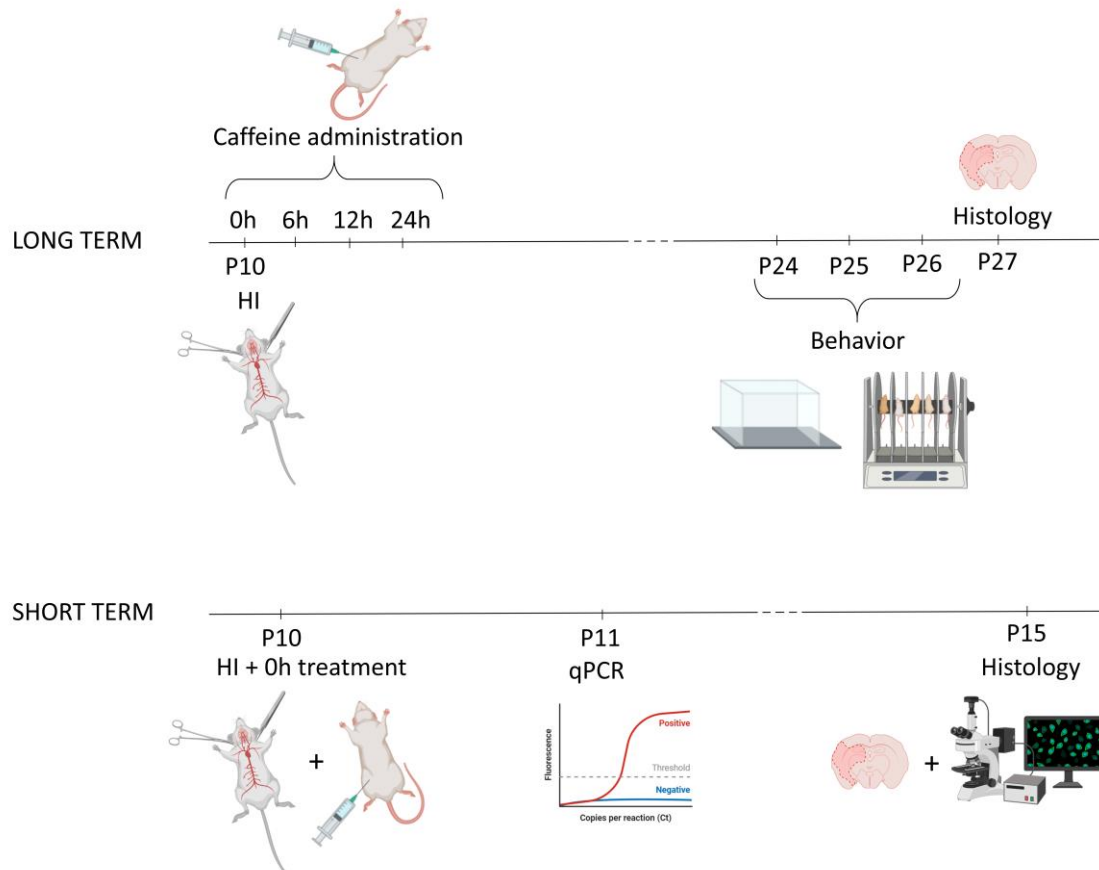 Caffeine administration
0h 6h 12h 24h
Histology
LONG TERM
P10 P24 P25 P26 P27
HI
Behavior
SHORT TERM
P10 P11 P15
HI + 0h treatment qPCR Histology
+
Positive
Fluorescence
Threshold
Negative
Copies per reaction (Ct)
+